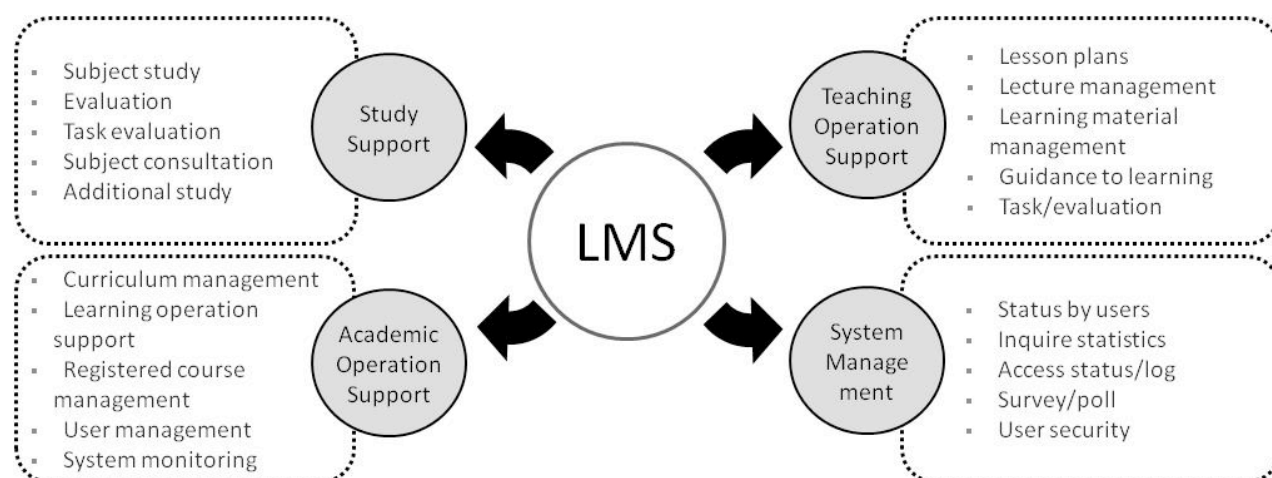 ▪ Subject study
▪ Evaluation
▪ Task evaluation
▪ Subject consultation
▪ Additional study
Study
Support
Teaching
Operation
Support
▪ Lesson plans
▪ Lecture management
▪ Learning material
management
▪ Guidance to learning
▪ Task/evaluation
LMS
▪ Curriculum management
▪ Learning operation
support
▪ Registered course
management
▪ User management
▪ System monitoring
Academic
Operation
Support
System
Manage
ment
▪ Status by users
▪ Inquire statistics
▪ Access status/log
▪ Survey/poll
▪ User security